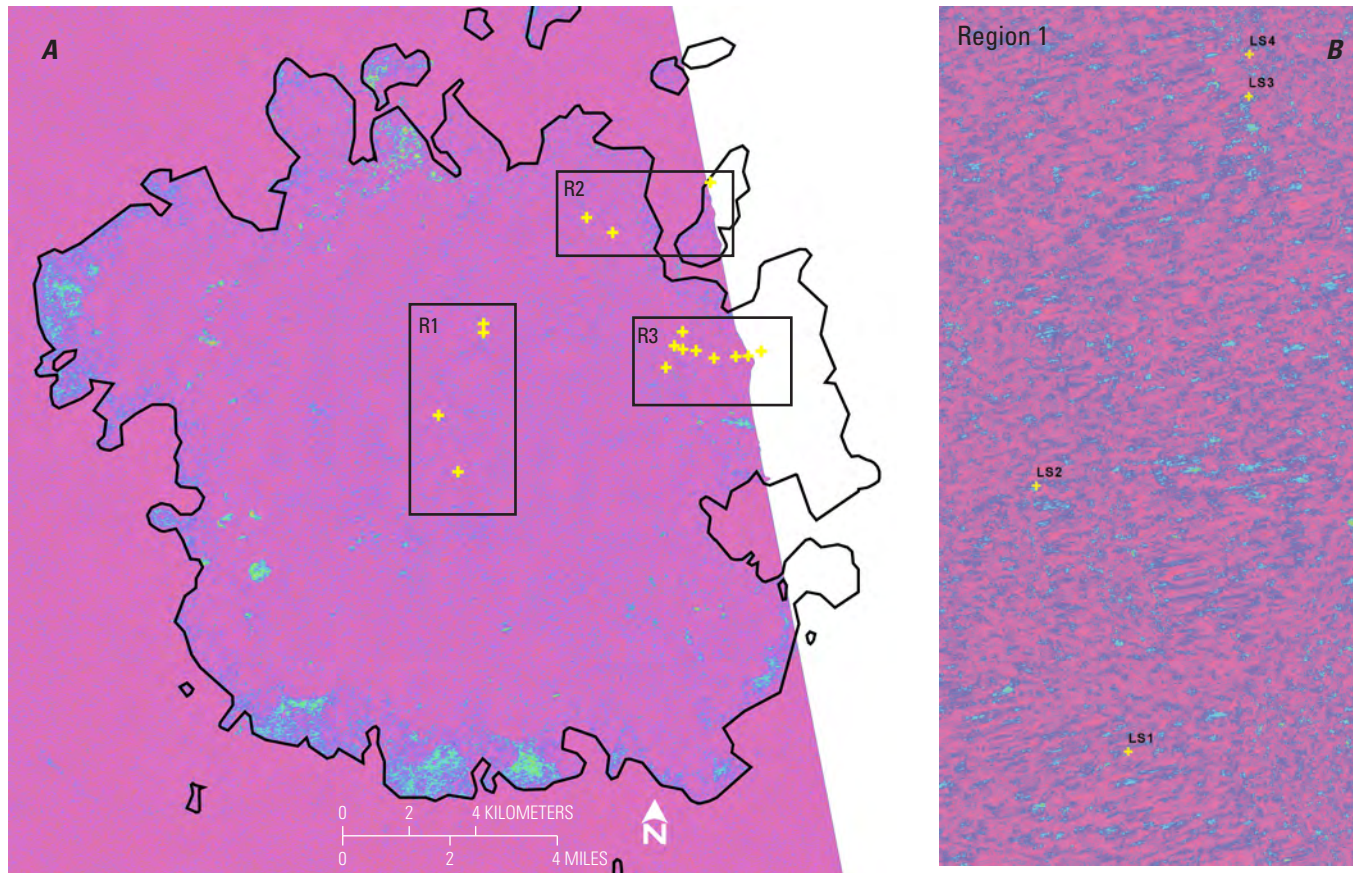 A
R2
R1
R3
0 2 4 KILOMETERS
0 2 4 MILES
N
Region 1
B
LS4
LS3
LS2
LS1